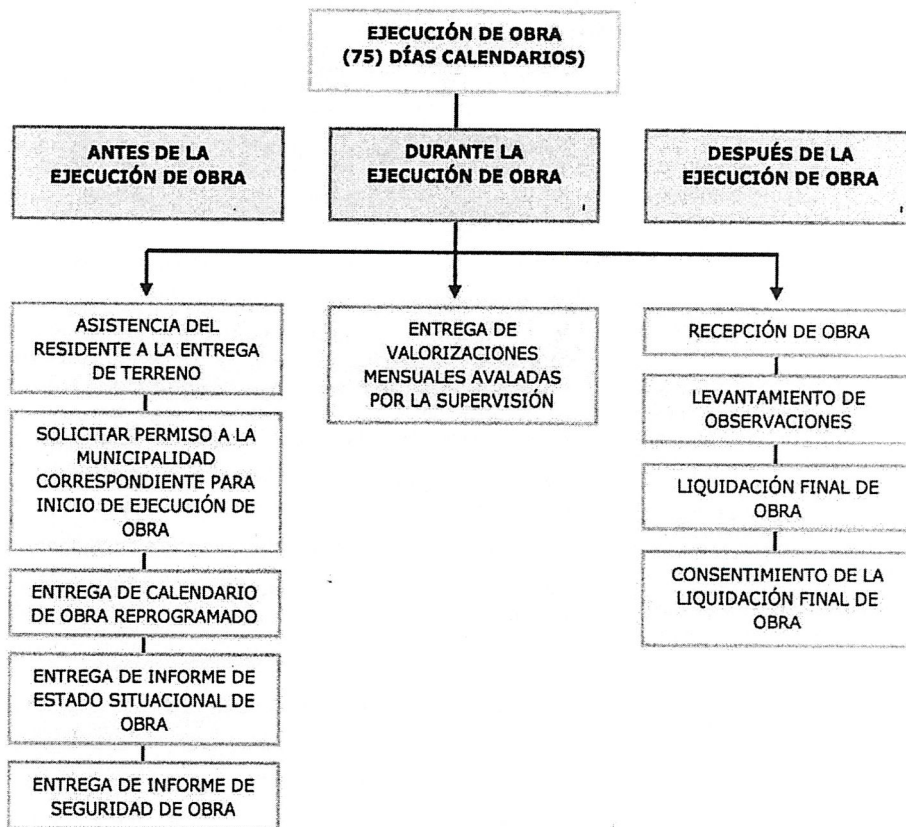 EJECUCIÓN DE OBRA
(75) DÍAS CALENDARIOS)
ANTES DE LA
EJECUCIÓN DE OBRA
DURANTE LA
EJECUCIÓN DE OBRA
DESPUÉS DE LA
EJECUCIÓN DE OBRA
ASISTENCIA DEL
RESIDENTE A LA ENTREGA
DE TERRENO
SOLICITAR PERMISO A LA
MUNICIPALIDAD
CORRESPONDIENTE PARA
INICIO DE EJECUCIÓN DE
OBRA
ENTREGA DE CALENDARIO
DE OBRA REPROGRAMADO
ENTREGA DE INFORME DE
ESTADO SITUACIONAL DE
OBRA
ENTREGA DE INFORME DE
SEGURIDAD DE OBRA
ENTREGA DE
VALORIZACIONES
MENSUALES AVALADAS
POR LA SUPERVISIÓN
RECEPCIÓN DE OBRA
LEVANTAMIENTO DE
OBSERVACIONES
LIQUIDACIÓN FINAL DE
OBRA
CONSENTIMIENTO DE LA
LIQUIDACIÓN FINAL DE
OBRA